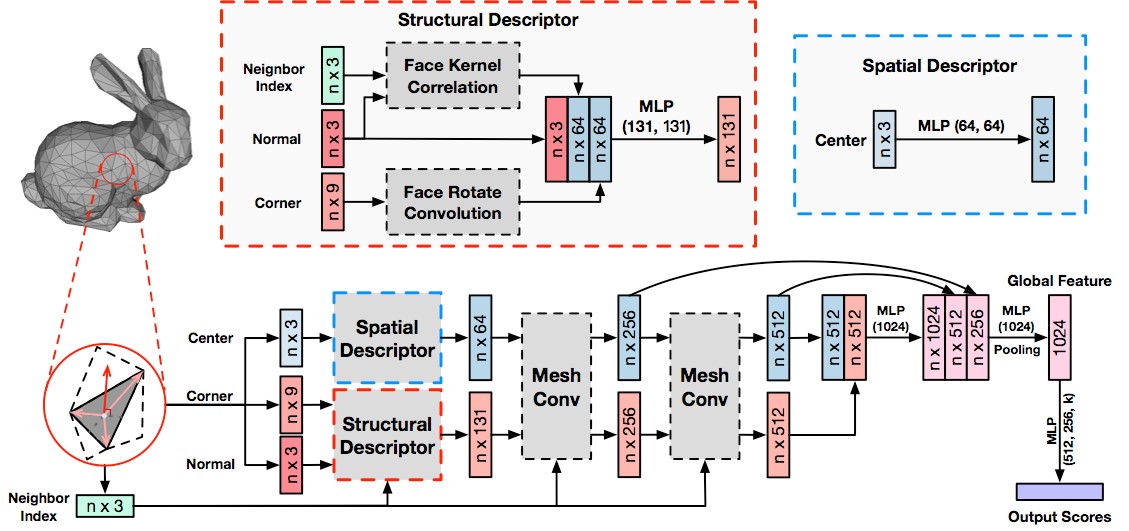 Structural Descriptor
Neignbor
Index
n x 3
Face Kernel
Correlation
Normal
n x 3
n x 3
n x 64
n x 64
MLP
(131, 131)
n x 131
Corner
n x 9
Face Rotate
Convolution
Spatial Descriptor
Center
n x 3
MLP (64, 64)
n x 64
Center
n x 3
Spatial
Descriptor
n x 64
Corner
n x 9
Structural
Descriptor
n x 131
Normal
n x 3
Neighbor
Index
n x 3
Mesh
Conv
n x 256
n x 256
Mesh
Conv
n x 512
n x 512
n x 512
n x 512
MLP
(1024)
n x 1024
n x 512
n x 256
MLP
(1024)
Pooling
Global Feature
1024
MLP
(512, 256, k)
Output Scores